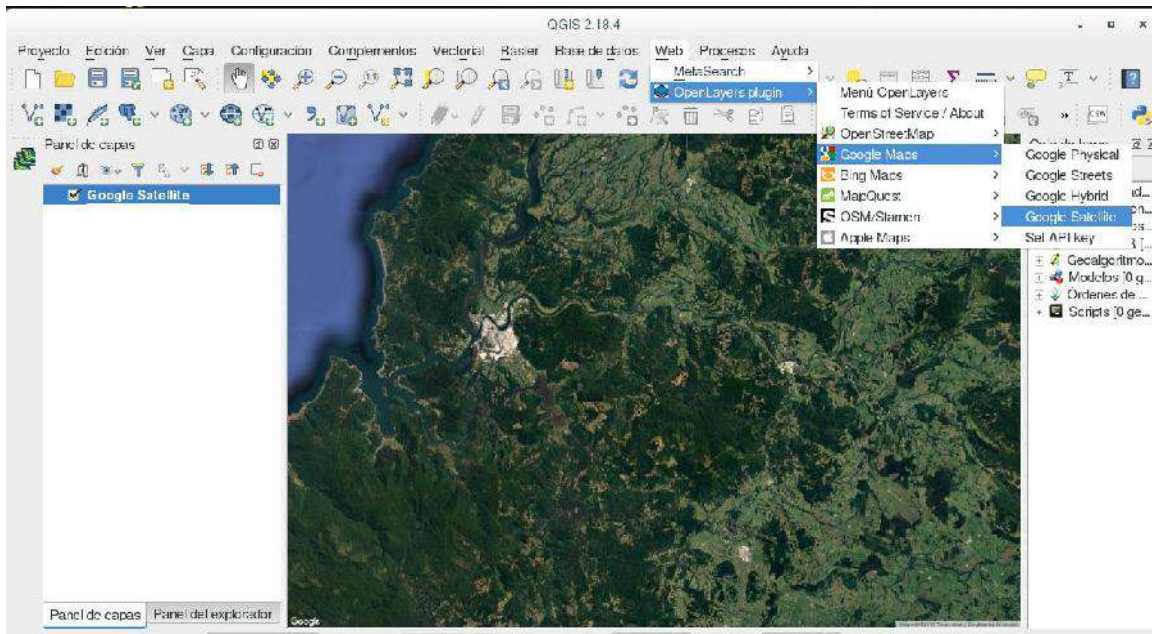 QGIS 2.18.4
Proyecto Edición Ver Capa Configuración Complementos Vectorial Raster Base de datos Web Procesos Ayuda
MetaSearch
OpenLayers plugin
Menú OpenLayers
Terms of Service / About
OpenStreetMap
Google Maps
Bing Maps
MapQuest
OSM/Stamen
Apple Maps
Google Physical
Google Streets
Google Hybrid
Google Satellite
Set API key
CSW
Panel de capas
Google Satellite
Geoalgoritmo...
Modelos [0 g...
Órdenes de ...
Scripts [0 ge...
Panel de capas Panel del explorador
Google